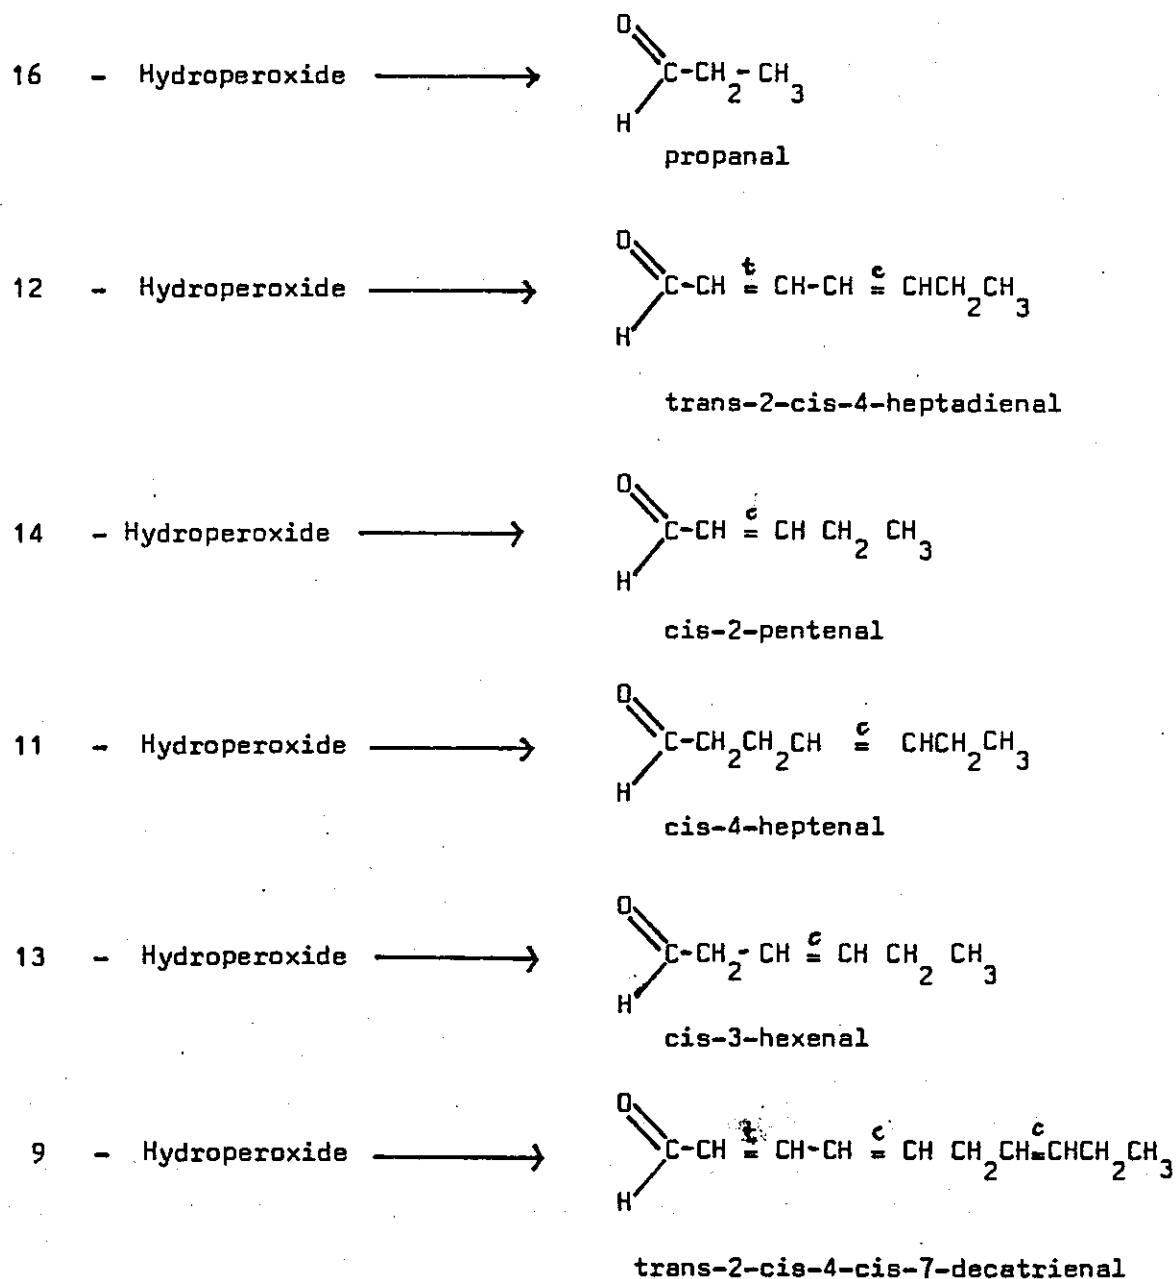 16 - Hydroperoxide ⟶ O=C(H)-CH2-CH3
propanal
12 - Hydroperoxide ⟶ O=C(H)-CH t= CH-CH c= CHCH2CH3
trans-2-cis-4-heptadienal
14 - Hydroperoxide ⟶ O=C(H)-CH c= CH CH2 CH3
cis-2-pentenal
11 - Hydroperoxide ⟶ O=C(H)-CH2CH2CH c= CHCH2CH3
cis-4-heptenal
13 - Hydroperoxide ⟶ O=C(H)-CH2-CH c= CH CH2 CH3
cis-3-hexenal
9 - Hydroperoxide ⟶ O=C(H)-CH t= CH-CH c= CH CH2CH c= CHCH2CH3
trans-2-cis-4-cis-7-decatrienal